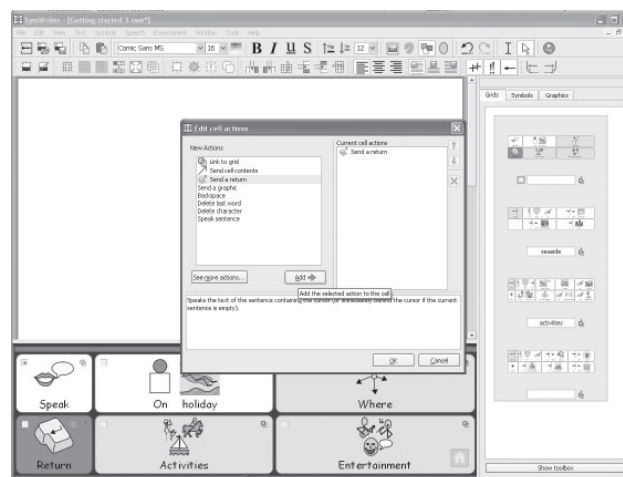 SymWriter - [Getting started 3.swe*]
File Edit View Text Symbols Speech Environment Window Tools Help
Comic Sans MS 16 B I U S 12
Grids Symbols Graphics
Edit cell actions
New Actions
Current cell actions
Link to grid
Send cell contents
Send a return
Send a graphic
Backspace
Delete last word
Delete character
Speak sentence
Send a return
See more actions...
Add
Add the selected action to the cell
Speaks the text of the sentence containing the cursor (or immediately behind the cursor if the current
sentence is empty).
OK Cancel
seaside
activities
Speak On holiday Where
Return Activities Entertainment
Show toolbox